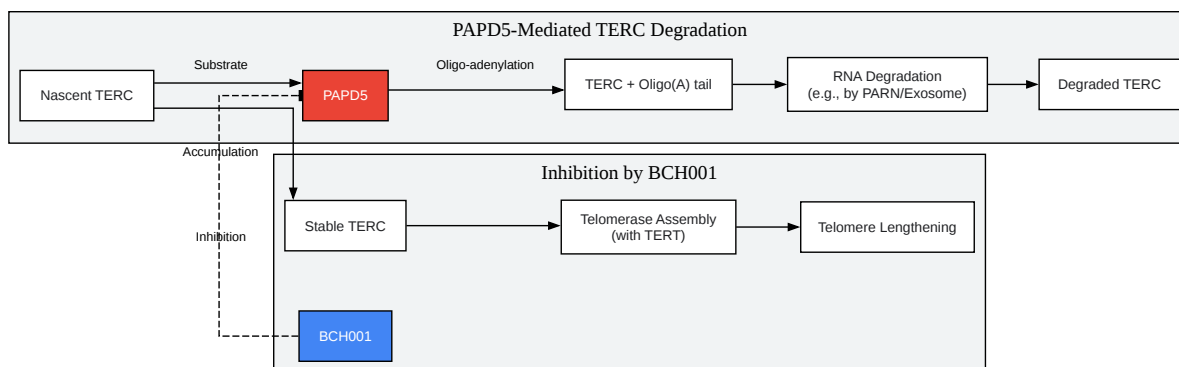 PAPD5-Mediated TERC Degradation
Substrate
Oligo-adenylation
Nascent TERC
PAPD5
TERC + Oligo(A) tail
RNA Degradation
(e.g., by PARN/Exosome)
Degraded TERC
Accumulation
Inhibition by BCH001
Stable TERC
Telomerase Assembly
(with TERT)
Telomere Lengthening
Inhibition
BCH001